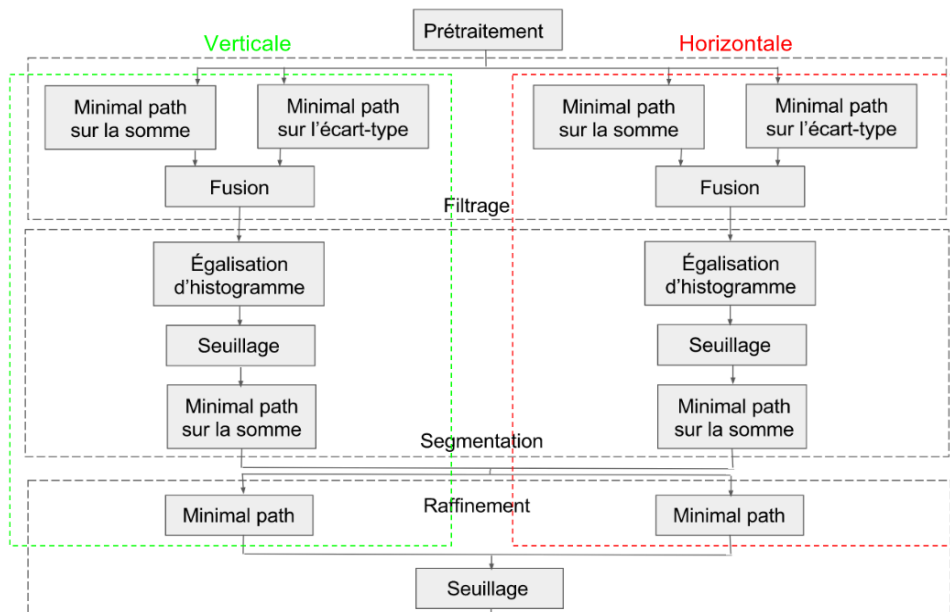 Prétraitement
Verticale
Horizontale
Minimal path
sur la somme
Minimal path
sur l'écart-type
Minimal path
sur la somme
Minimal path
sur l'écart-type
Fusion
Fusion
Filtrage
Égalisation
d'histogramme
Égalisation
d'histogramme
Seuillage
Seuillage
Minimal path
sur la somme
Minimal path
sur la somme
Segmentation
Raffinement
Minimal path
Minimal path
Seuillage